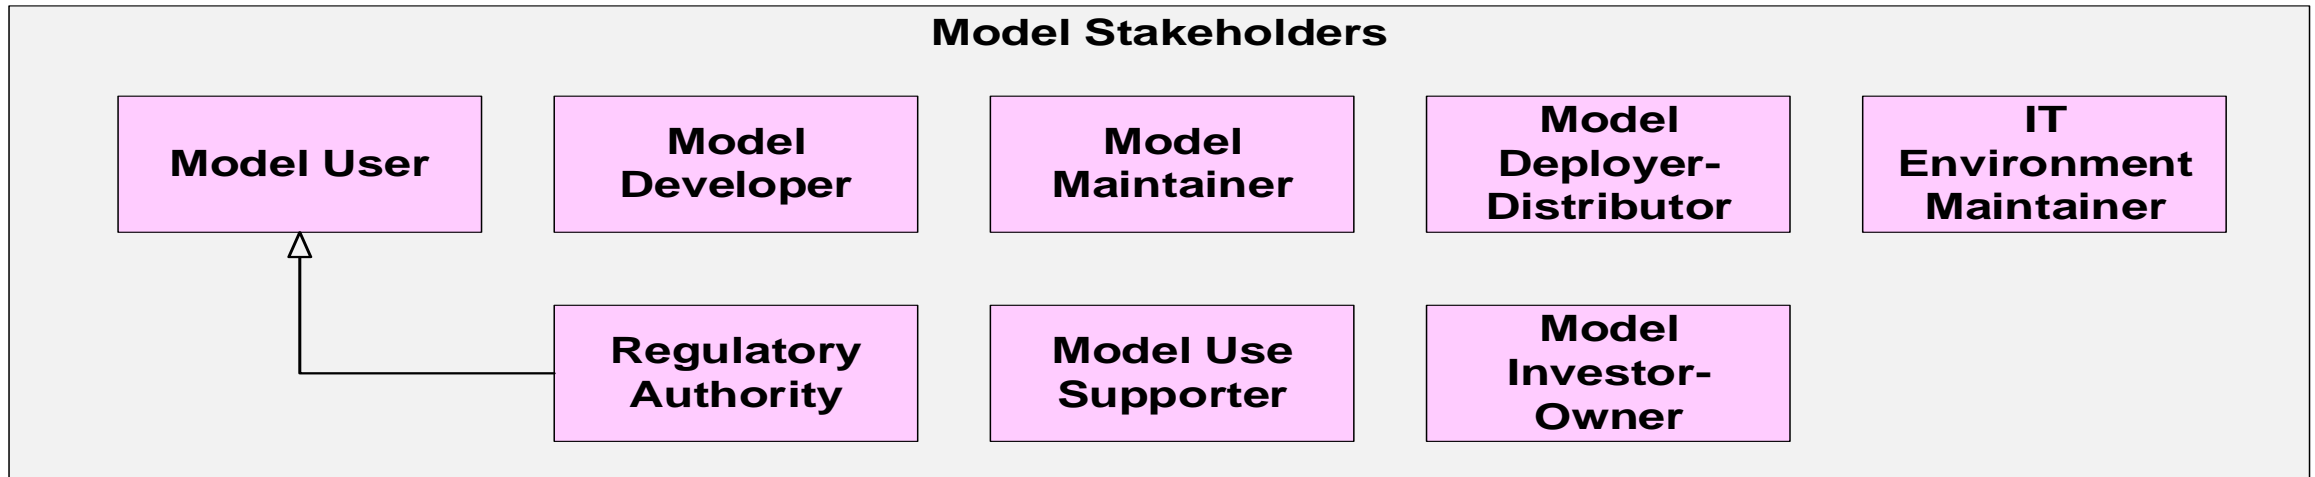 Model Stakeholders
Model User
Model
Developer
Model
Maintainer
Model
Deployer-
Distributor
IT
Environment
Maintainer
Regulatory
Authority
Model Use
Supporter
Model
Investor-
Owner